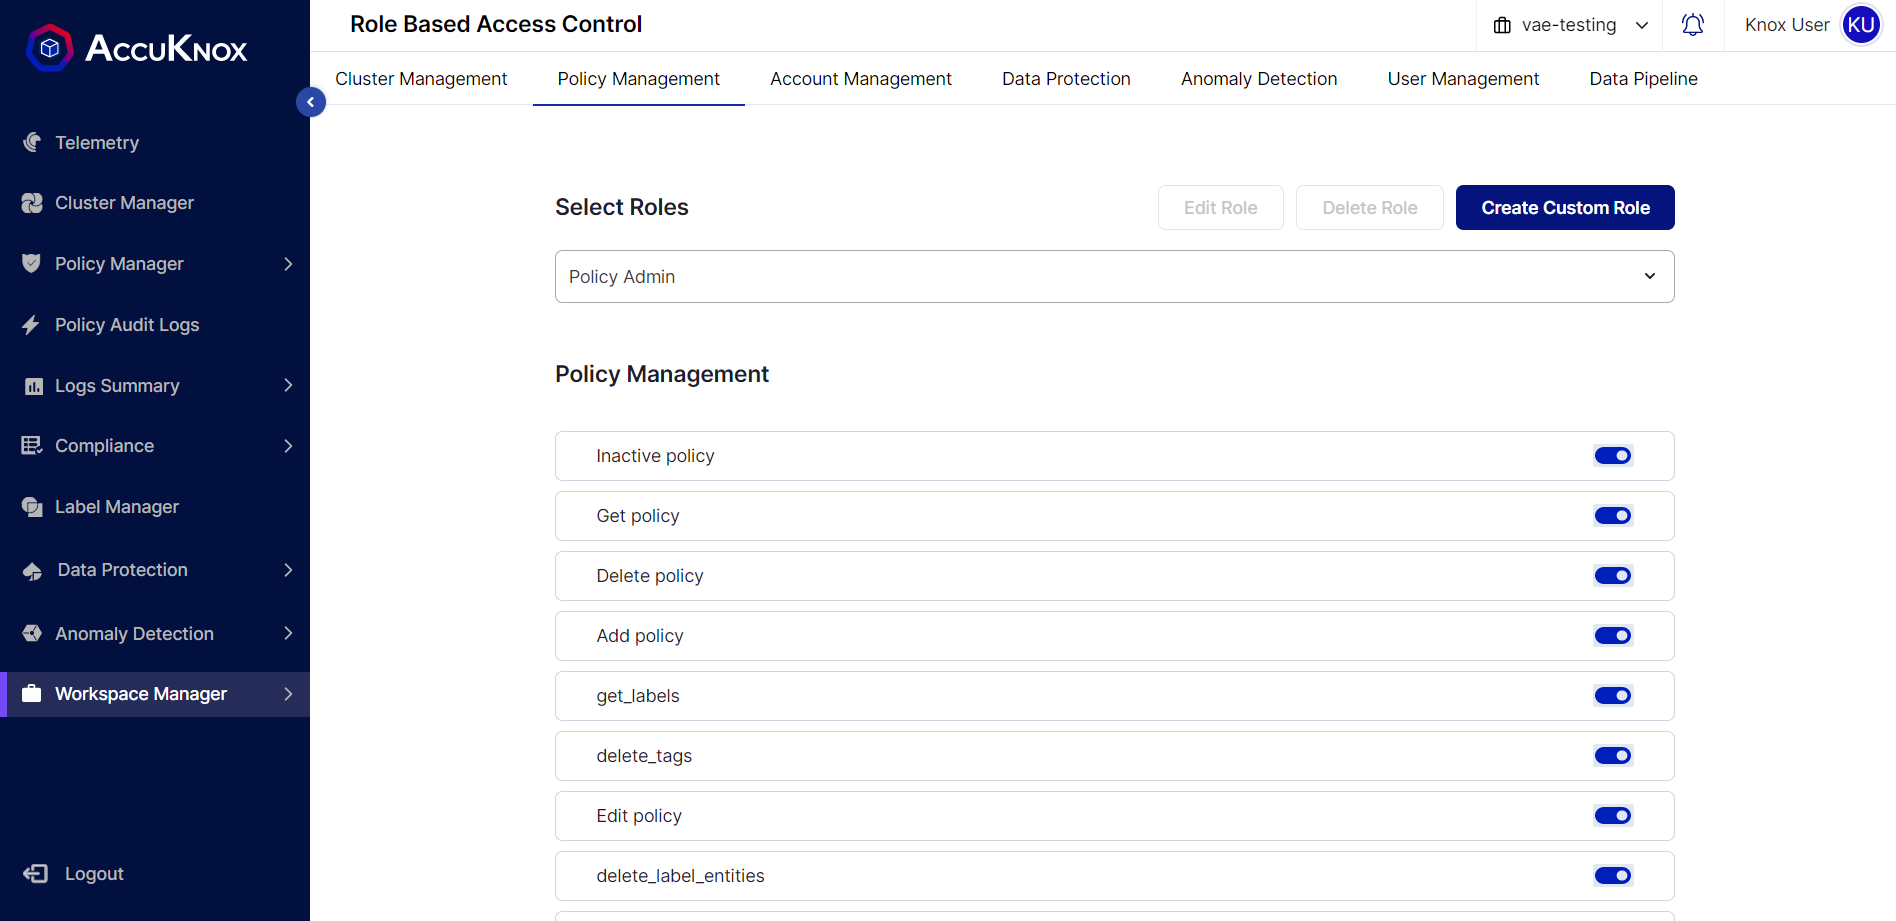 ACCUKNOX
Telemetry
Cluster Manager
Policy Manager
Policy Audit Logs
Logs Summary
Compliance
Label Manager
Data Protection
Anomaly Detection
Workspace Manager
Logout
Role Based Access Control
vae-testing
Knox User
KU
Cluster Management
Policy Management
Account Management
Data Protection
Anomaly Detection
User Management
Data Pipeline
Select Roles
Edit Role
Delete Role
Create Custom Role
Policy Admin
Policy Management
Inactive policy
Get policy
Delete policy
Add policy
get_labels
delete_tags
Edit policy
delete_label_entities